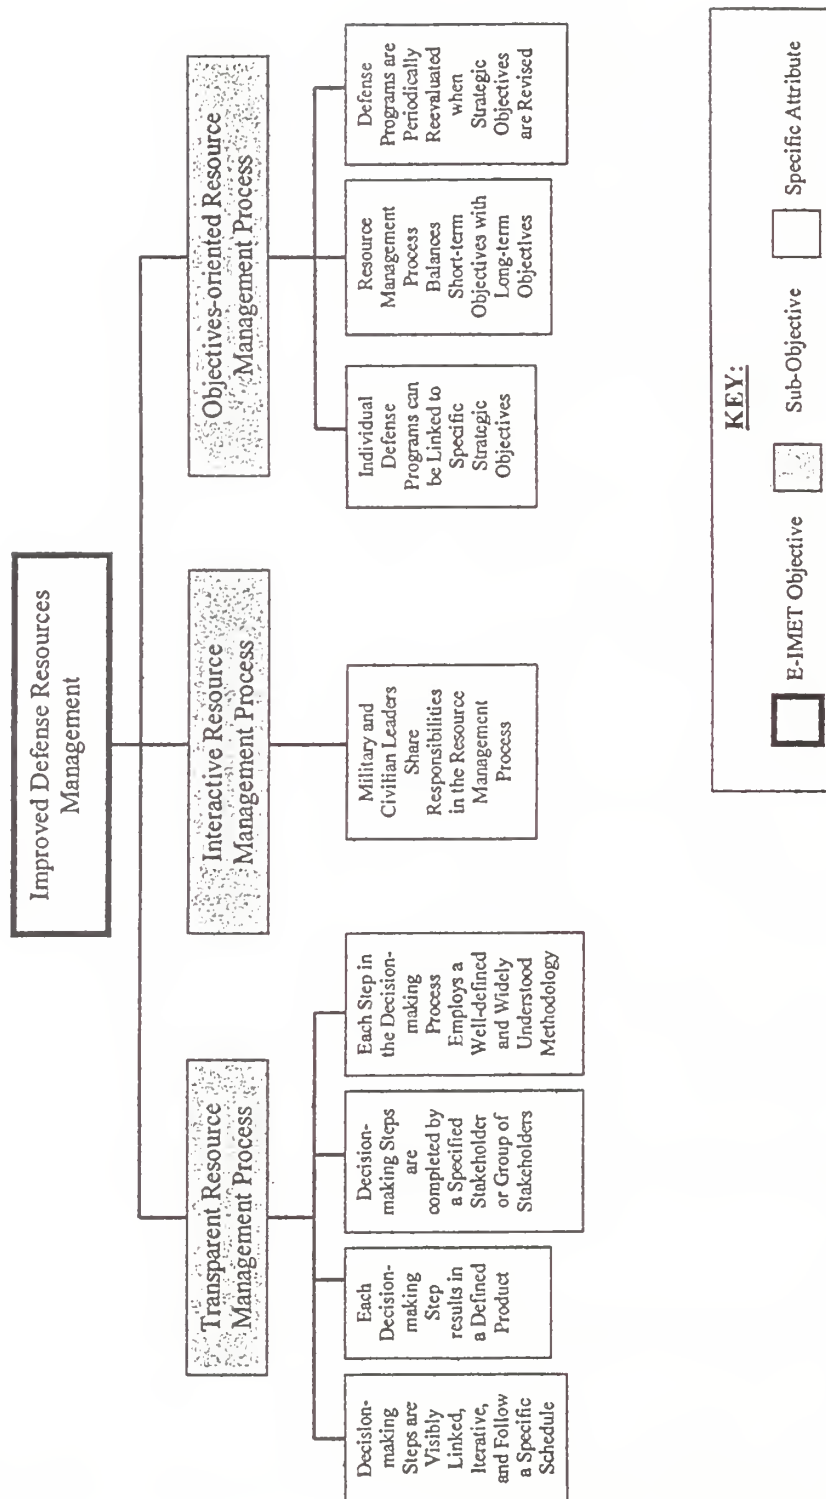 Improved Defense Resources
Management
Transparent Resource
Management Process
Interactive Resource
Management Process
Objectives-oriented Resource
Management Process
Decision-
making
Steps are
Visibly
Linked,
Iterative,
and Follow
a Specific
Schedule
Each
Decision-
making
Step
results in
a Defined
Product
Decision-
making Steps
are
completed by
a Specified
Stakeholder
or Group of
Stakeholders
Each Step in
the Decision-
making
Process
Employs a
Well-defined
and Widely
Understood
Methodology
Military and
Civilian Leaders
Share
Responsibilities
in the Resource
Management
Process
Individual
Defense
Programs can
be Linked to
Specific
Strategic
Objectives
Resource
Management
Process
Balances
Short-term
Objectives with
Long-term
Objectives
Defense
Programs are
Periodically
Reevaluated
when
Strategic
Objectives
are Revised
KEY:
E-IMET Objective
Sub-Objective
Specific Attribute